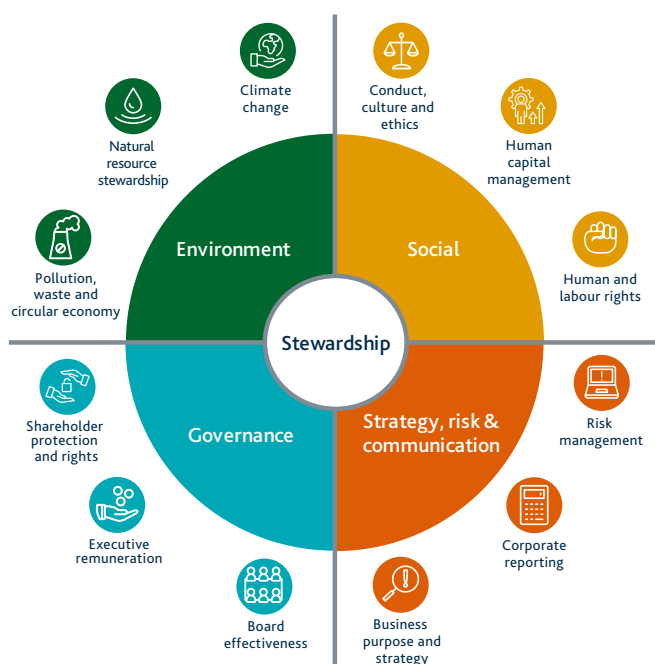 Climate
change
Conduct,
culture and
ethics
Natural
resource
stewardship
Human
capital
management
Pollution,
waste and
circular economy
Environment
Social
Human and
labour rights
Stewardship
Shareholder
protection
and rights
Governance
Strategy, risk &
communication
Risk
management
Executive
remuneration
Corporate
reporting
Board
effectiveness
Business
purpose and
strategy